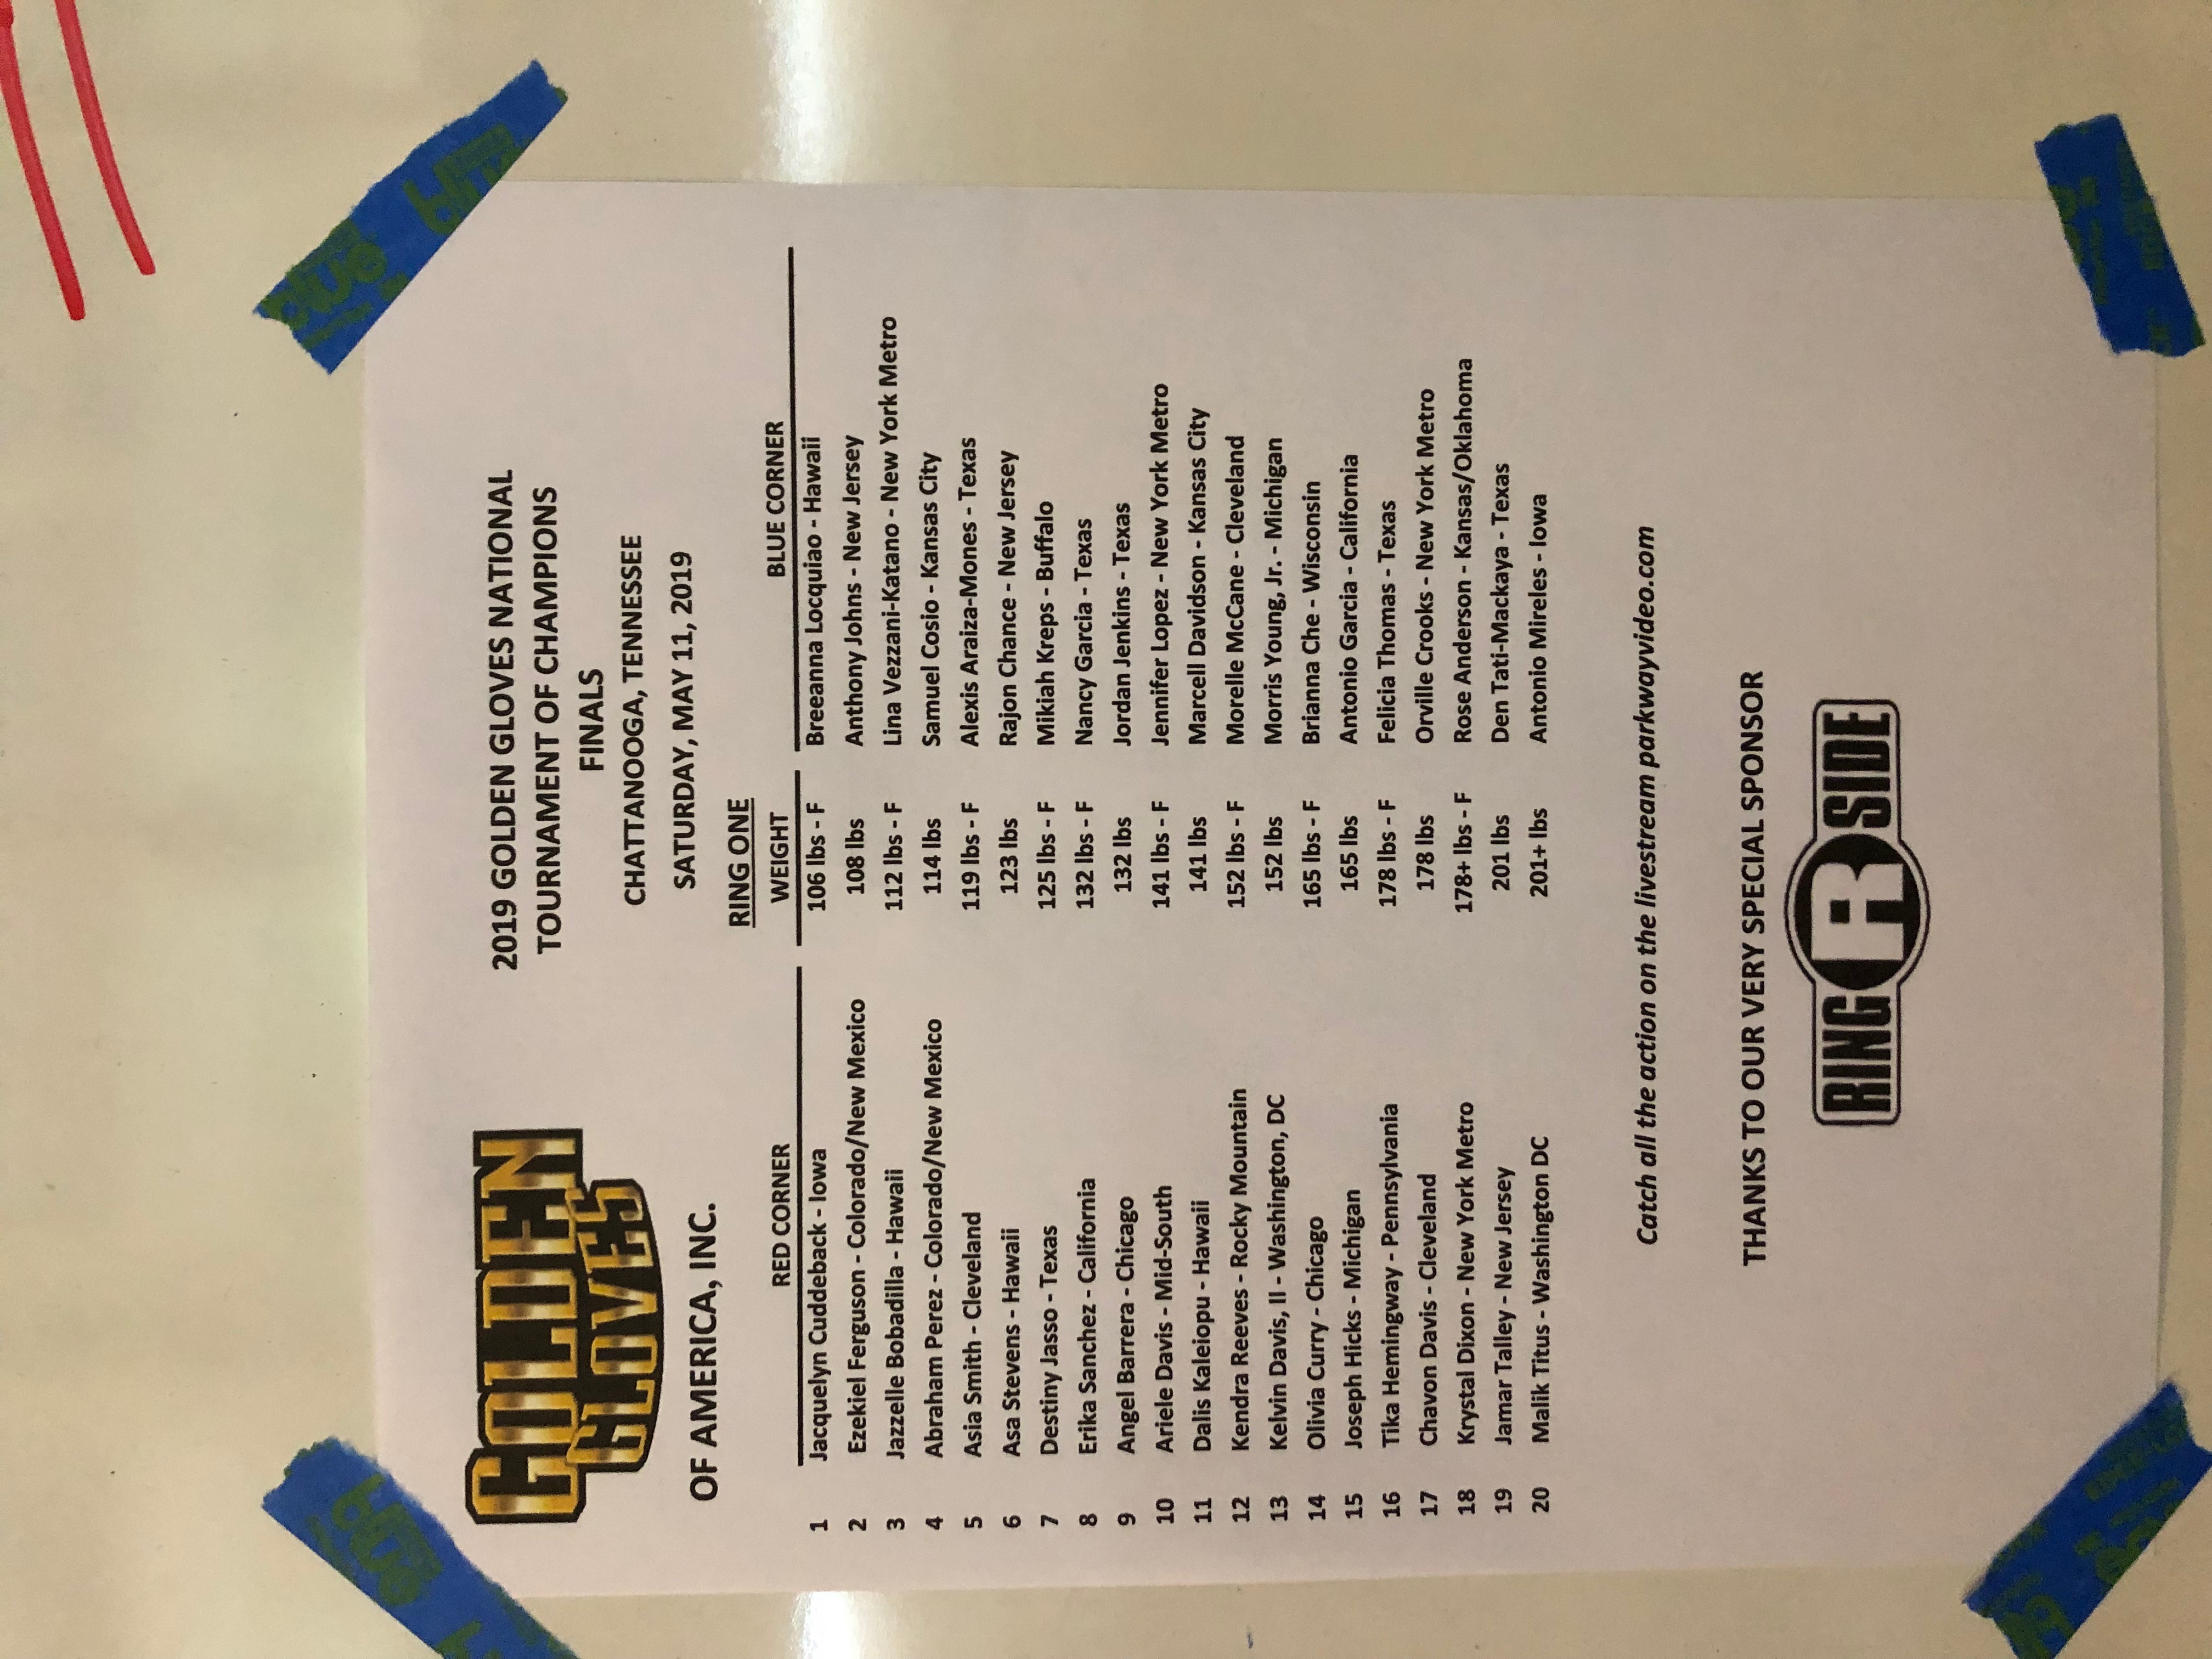 GOLDEN
GLOVES
OF AMERICA, INC.
2019 GOLDEN GLOVES NATIONAL
TOURNAMENT OF CHAMPIONS
FINALS
CHATTANOOGA, TENNESSEE
SATURDAY, MAY 11, 2019
RING ONE
RED CORNER WEIGHT BLUE CORNER
1 Jacquelyn Cuddeback - Iowa 106 lbs - F Breeanna Locquiao - Hawaii
2 Ezekiel Ferguson - Colorado/New Mexico 108 lbs Anthony Johns - New Jersey
3 Jazzelle Bobadilla - Hawaii 112 lbs - F Lina Vezzani-Katano - New York Metro
4 Abraham Perez - Colorado/New Mexico 114 lbs Samuel Cosio - Kansas City
5 Asia Smith - Cleveland 119 lbs - F Alexis Araiza-Mones - Texas
6 Asa Stevens - Hawaii 123 lbs Rajon Chance - New Jersey
7 Destiny Jasso - Texas 125 lbs - F Mikiah Kreps - Buffalo
8 Erika Sanchez - California 132 lbs - F Nancy Garcia - Texas
9 Angel Barrera - Chicago 132 lbs Jordan Jenkins - Texas
10 Ariele Davis - Mid-South 141 lbs - F Jennifer Lopez - New York Metro
11 Dalis Kaleiopu - Hawaii 141 lbs Marcell Davidson - Kansas City
12 Kendra Reeves - Rocky Mountain 152 lbs - F Morelle McCane - Cleveland
13 Kelvin Davis, II - Washington, DC 152 lbs Morris Young, Jr. - Michigan
14 Olivia Curry - Chicago 165 lbs - F Brianna Che - Wisconsin
15 Joseph Hicks - Michigan 165 lbs Antonio Garcia - California
16 Tika Hemingway - Pennsylvania 178 lbs - F Felicia Thomas - Texas
17 Chavon Davis - Cleveland 178 lbs Orville Crooks - New York Metro
18 Krystal Dixon - New York Metro 178+ lbs - F Rose Anderson - Kansas/Oklahoma
19 Jamar Talley - New Jersey 201 lbs Den Tati-Mackaya - Texas
20 Malik Titus - Washington DC 201+ lbs Antonio Mireles - Iowa
Catch all the action on the livestream parkwayvideo.com
THANKS TO OUR VERY SPECIAL SPONSOR
RING R SIDE